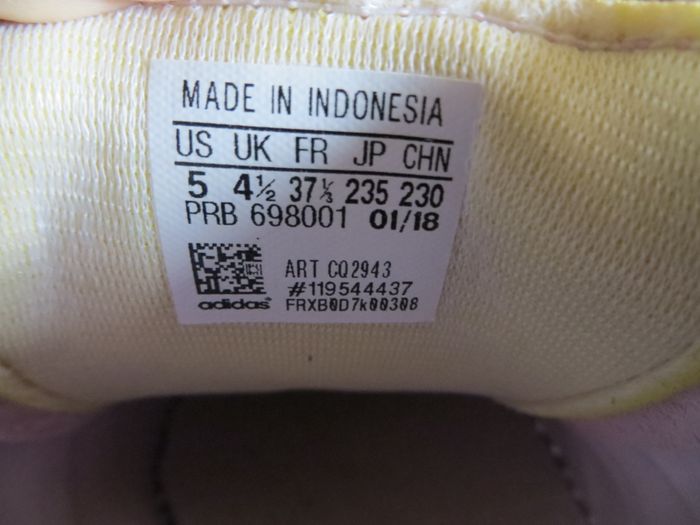 MADE IN INDONESIA
US UK FR JP CHN
5 4½ 37⅓ 235 230
PRB 698001 01/18
ART CQ2943
#119544437
adidas FRXB0D7k00308